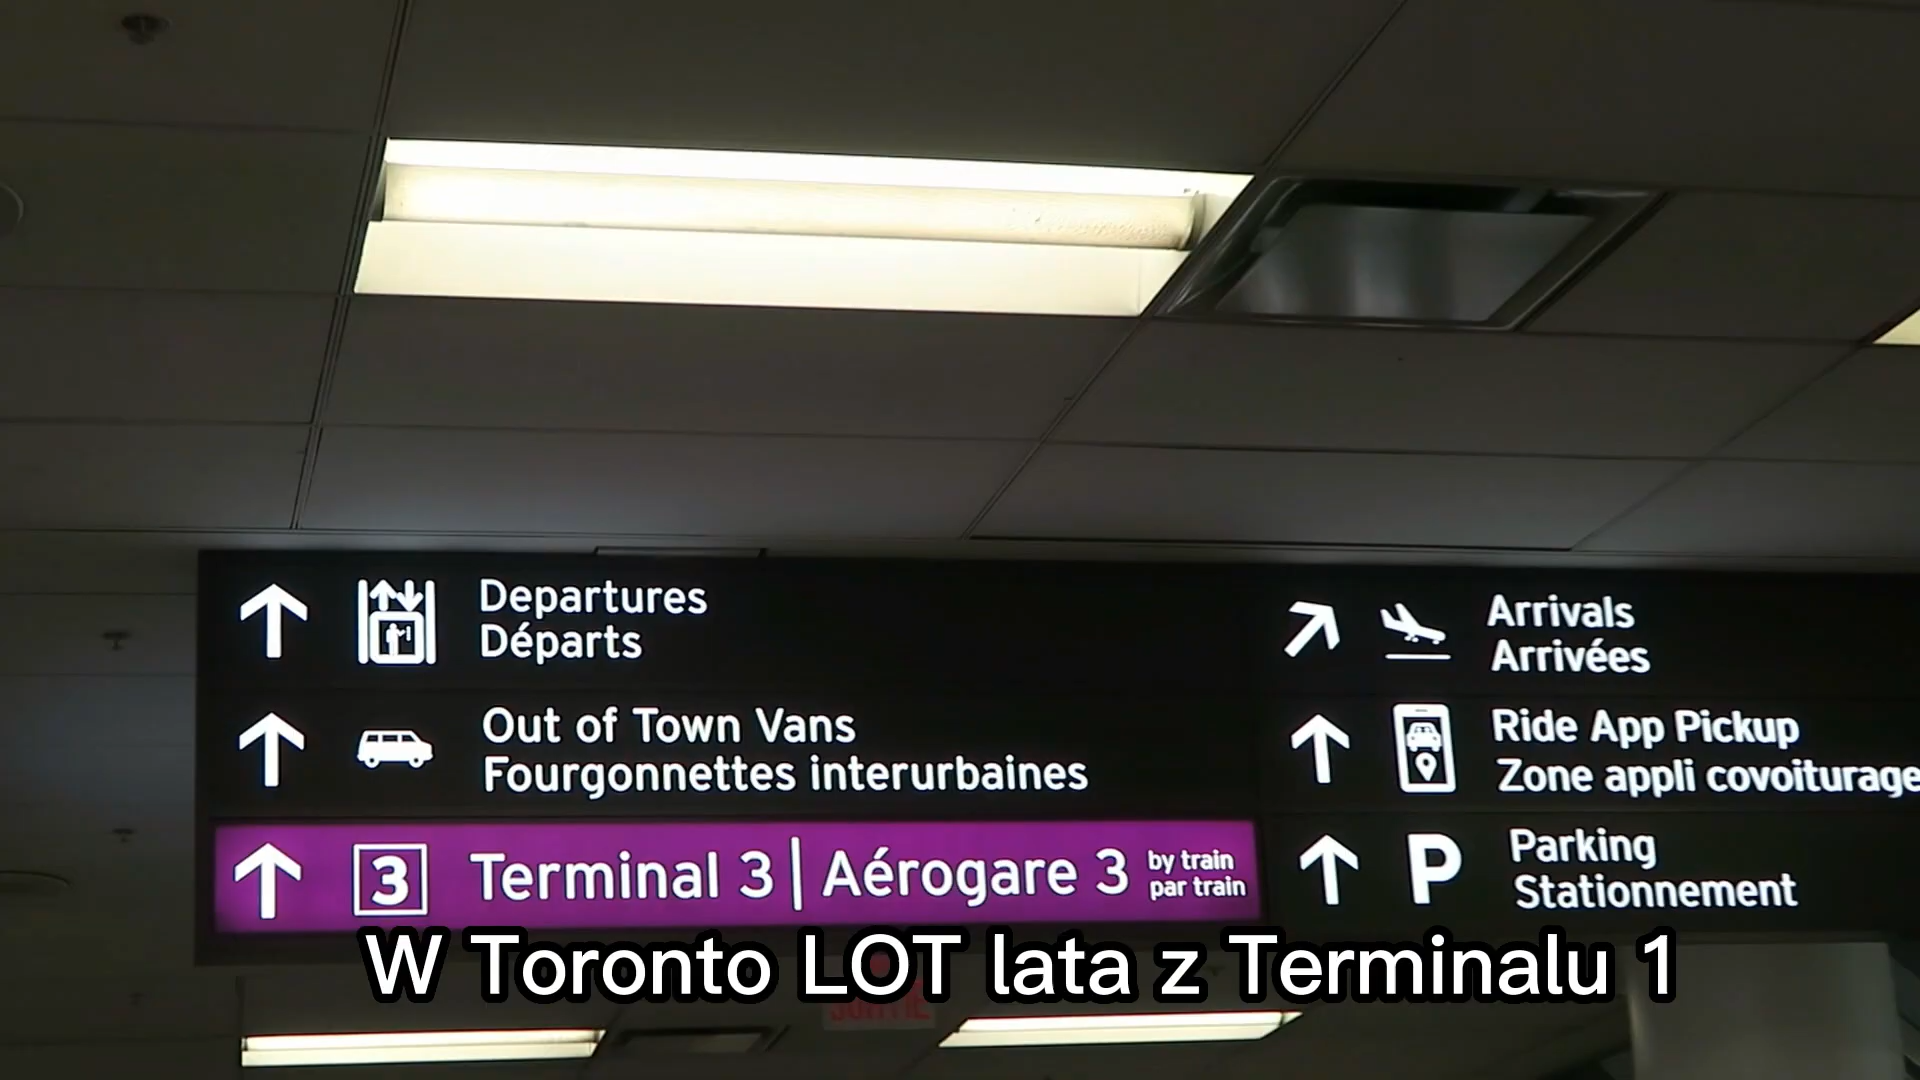 Departures
Départs
Out of Town Vans
Fourgonnettes interurbaines
3 Terminal 3 | Aérogare 3 by train
par train
Arrivals
Arrivées
Ride App Pickup
Zone appli covoiturage
P Parking
Stationnement
W Toronto LOT lata z Terminalu 1
SORTIE